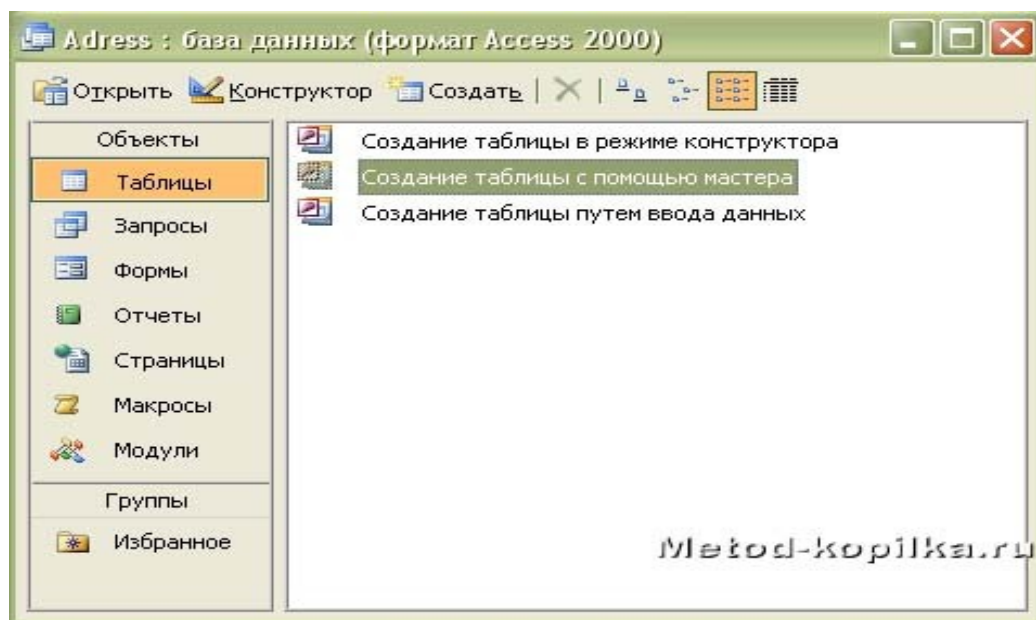 Adress : база данных (формат Access 2000)
Открыть Конструктор Создать
Объекты
Таблицы
Запросы
Формы
Отчеты
Страницы
Макросы
Модули
Группы
Избранное
Создание таблицы в режиме конструктора
Создание таблицы с помощью мастера
Создание таблицы путем ввода данных
Metod-kopilka.ru